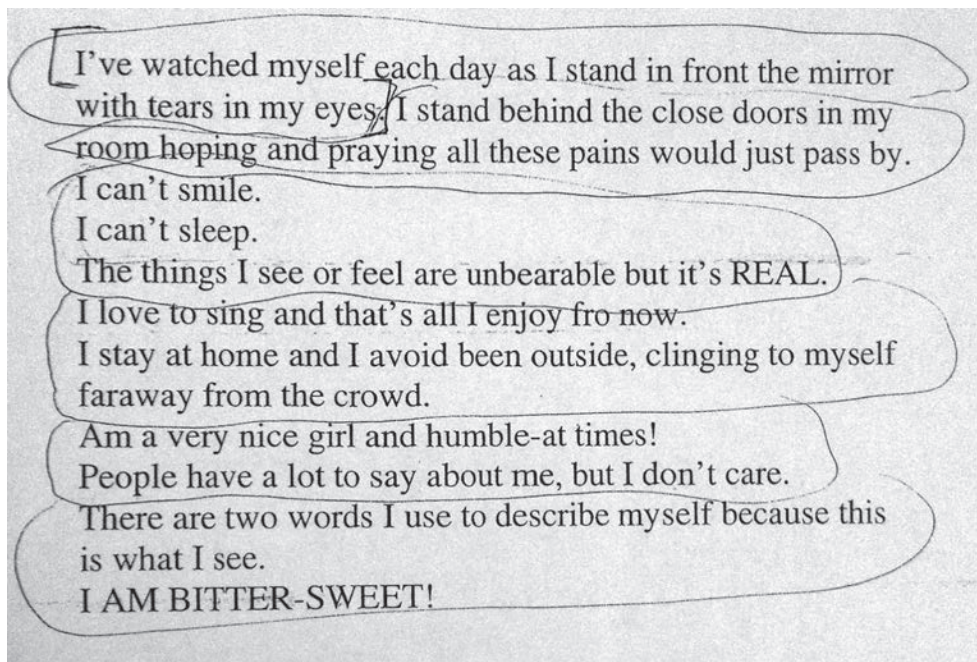 I've watched myself each day as I stand in front the mirror
with tears in my eyes. I stand behind the close doors in my
room hoping and praying all these pains would just pass by.
I can't smile.
I can't sleep.
The things I see or feel are unbearable but it's REAL.
I love to sing and that's all I enjoy fro now.
I stay at home and I avoid been outside, clinging to myself
faraway from the crowd.
Am a very nice girl and humble-at times!
People have a lot to say about me, but I don't care.
There are two words I use to describe myself because this
is what I see.
I AM BITTER-SWEET!